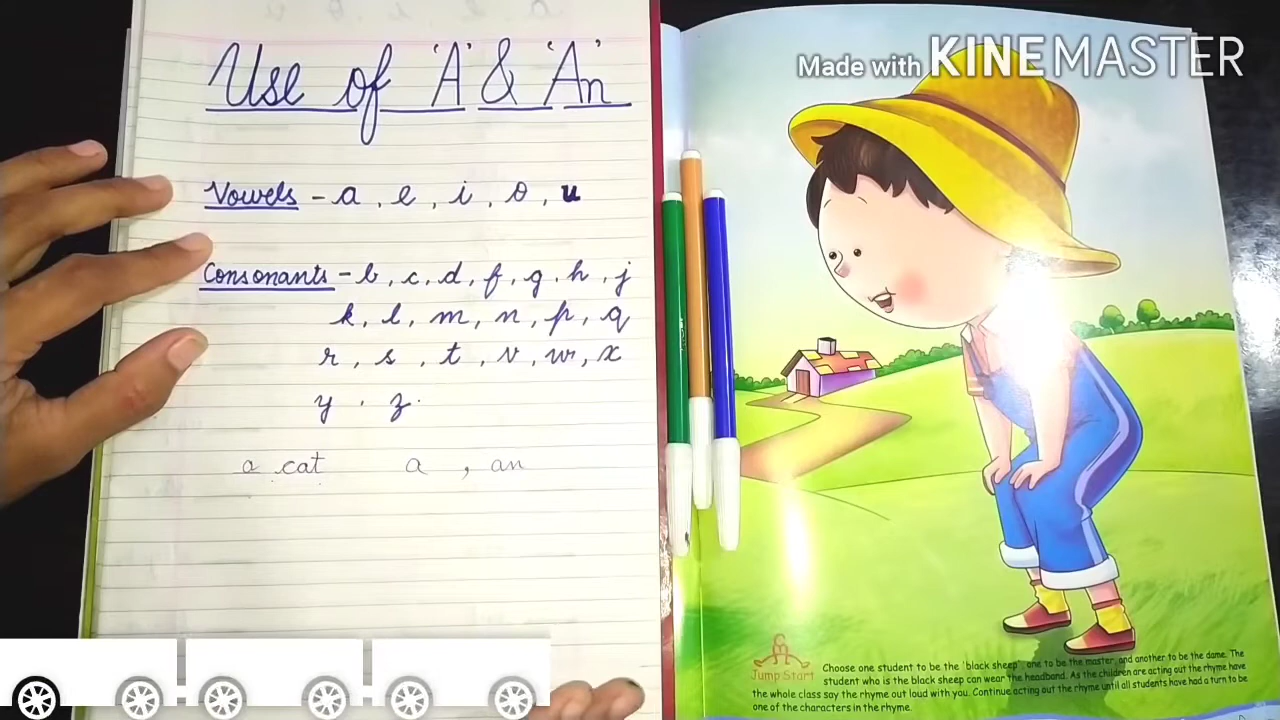 Use of 'A' & 'An'
Vowels - a, e, i, o, u
Consonants - b, c, d, f, g, h, j
k, l, m, n, p, q
r, s, t, v, w, x
y, z.
a cat a , an
Made with KINEMASTER
Jump Start
Choose one student to be the 'black sheep', one to be the master, and another to be the dame. The
student who is the black sheep can wear the headband. As the children are acting out the rhyme have
the whole class say the rhyme out loud with you. Continue acting out the rhyme until all students have had a turn to be
one of the characters in the rhyme.